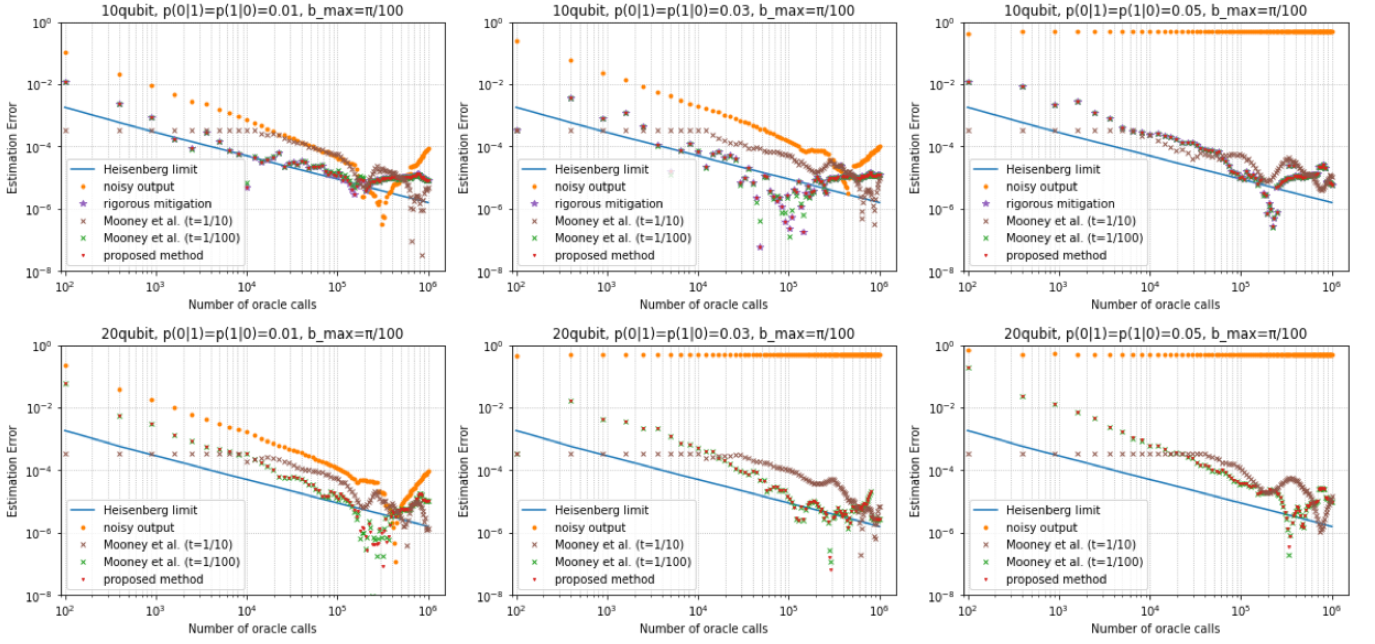 10qubit, p(0|1)=p(1|0)=0.01, b_max=π/100
Estimation Error
10⁰
10⁻²
10⁻⁴
10⁻⁶
10⁻⁸
Heisenberg limit
noisy output
rigorous mitigation
Mooney et al. (t=1/10)
Mooney et al. (t=1/100)
proposed method
10² 10³ 10⁴ 10⁵ 10⁶
Number of oracle calls
10qubit, p(0|1)=p(1|0)=0.03, b_max=π/100
Estimation Error
10⁰
10⁻²
10⁻⁴
10⁻⁶
10⁻⁸
Heisenberg limit
noisy output
rigorous mitigation
Mooney et al. (t=1/10)
Mooney et al. (t=1/100)
proposed method
10² 10³ 10⁴ 10⁵ 10⁶
Number of oracle calls
10qubit, p(0|1)=p(1|0)=0.05, b_max=π/100
Estimation Error
10⁰
10⁻²
10⁻⁴
10⁻⁶
10⁻⁸
Heisenberg limit
noisy output
rigorous mitigation
Mooney et al. (t=1/10)
Mooney et al. (t=1/100)
proposed method
10² 10³ 10⁴ 10⁵ 10⁶
Number of oracle calls
20qubit, p(0|1)=p(1|0)=0.01, b_max=π/100
Estimation Error
10⁰
10⁻²
10⁻⁴
10⁻⁶
10⁻⁸
Heisenberg limit
noisy output
Mooney et al. (t=1/10)
Mooney et al. (t=1/100)
proposed method
10² 10³ 10⁴ 10⁵ 10⁶
Number of oracle calls
20qubit, p(0|1)=p(1|0)=0.03, b_max=π/100
Estimation Error
10⁰
10⁻²
10⁻⁴
10⁻⁶
10⁻⁸
Heisenberg limit
noisy output
Mooney et al. (t=1/10)
Mooney et al. (t=1/100)
proposed method
10² 10³ 10⁴ 10⁵ 10⁶
Number of oracle calls
20qubit, p(0|1)=p(1|0)=0.05, b_max=π/100
Estimation Error
10⁰
10⁻²
10⁻⁴
10⁻⁶
10⁻⁸
Heisenberg limit
noisy output
Mooney et al. (t=1/10)
Mooney et al. (t=1/100)
proposed method
10² 10³ 10⁴ 10⁵ 10⁶
Number of oracle calls